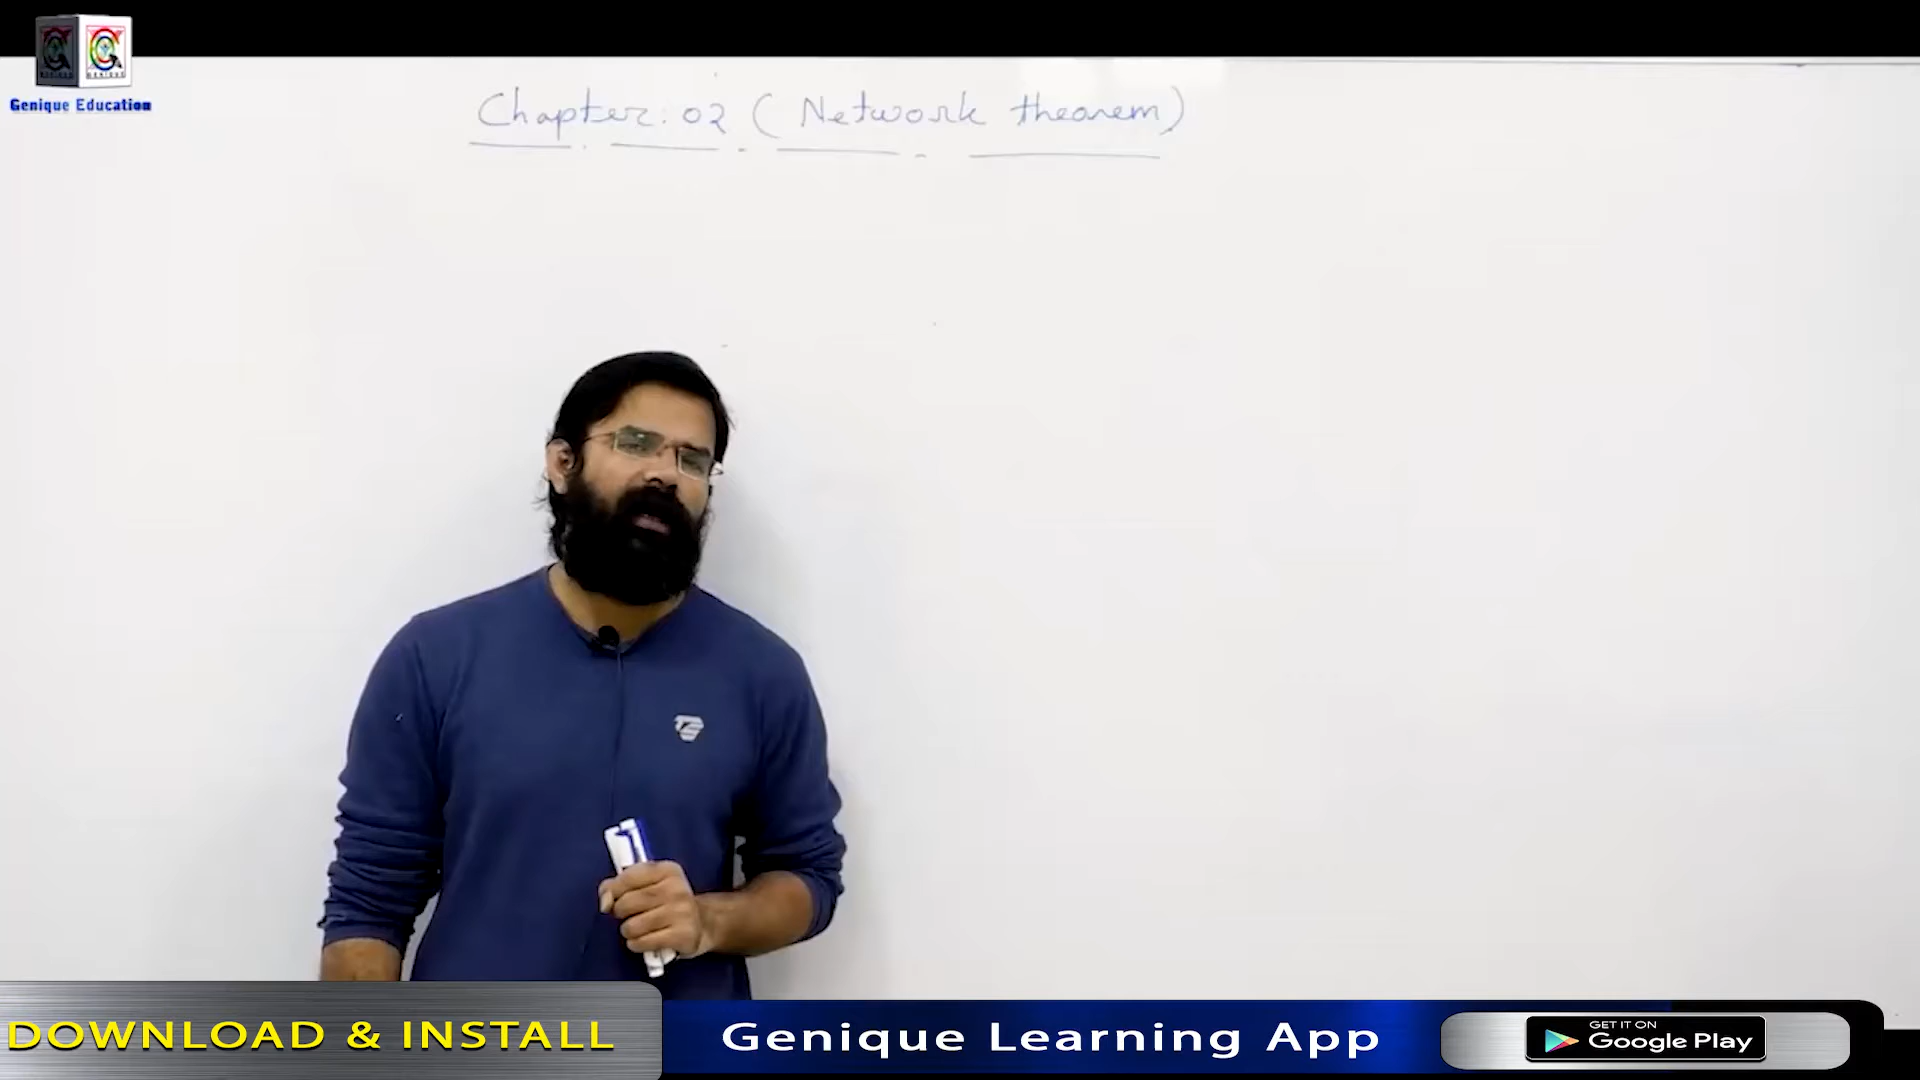 Genique Education
Chapter: 02 (Network theorem)
DOWNLOAD & INSTALL
Genique Learning App
GET IT ON
Google Play